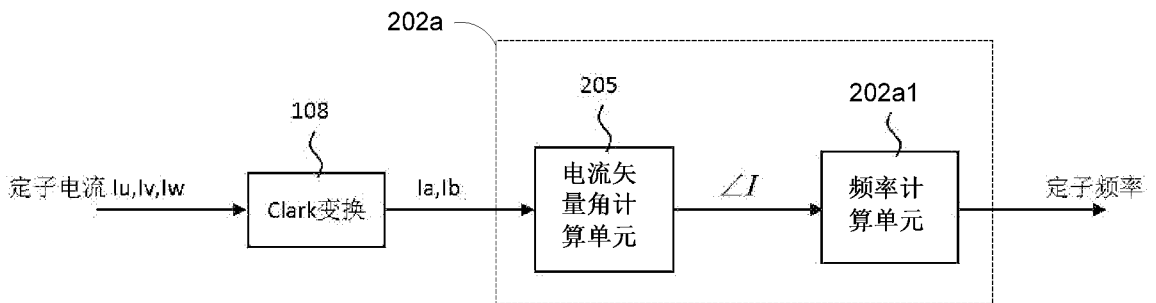 202a
205
202a1
108
定子电流 Iu,Iv,Iw
Clark变换
Ia,Ib
电流矢
量角计
算单元
∠I
频率计
算单元
定子频率